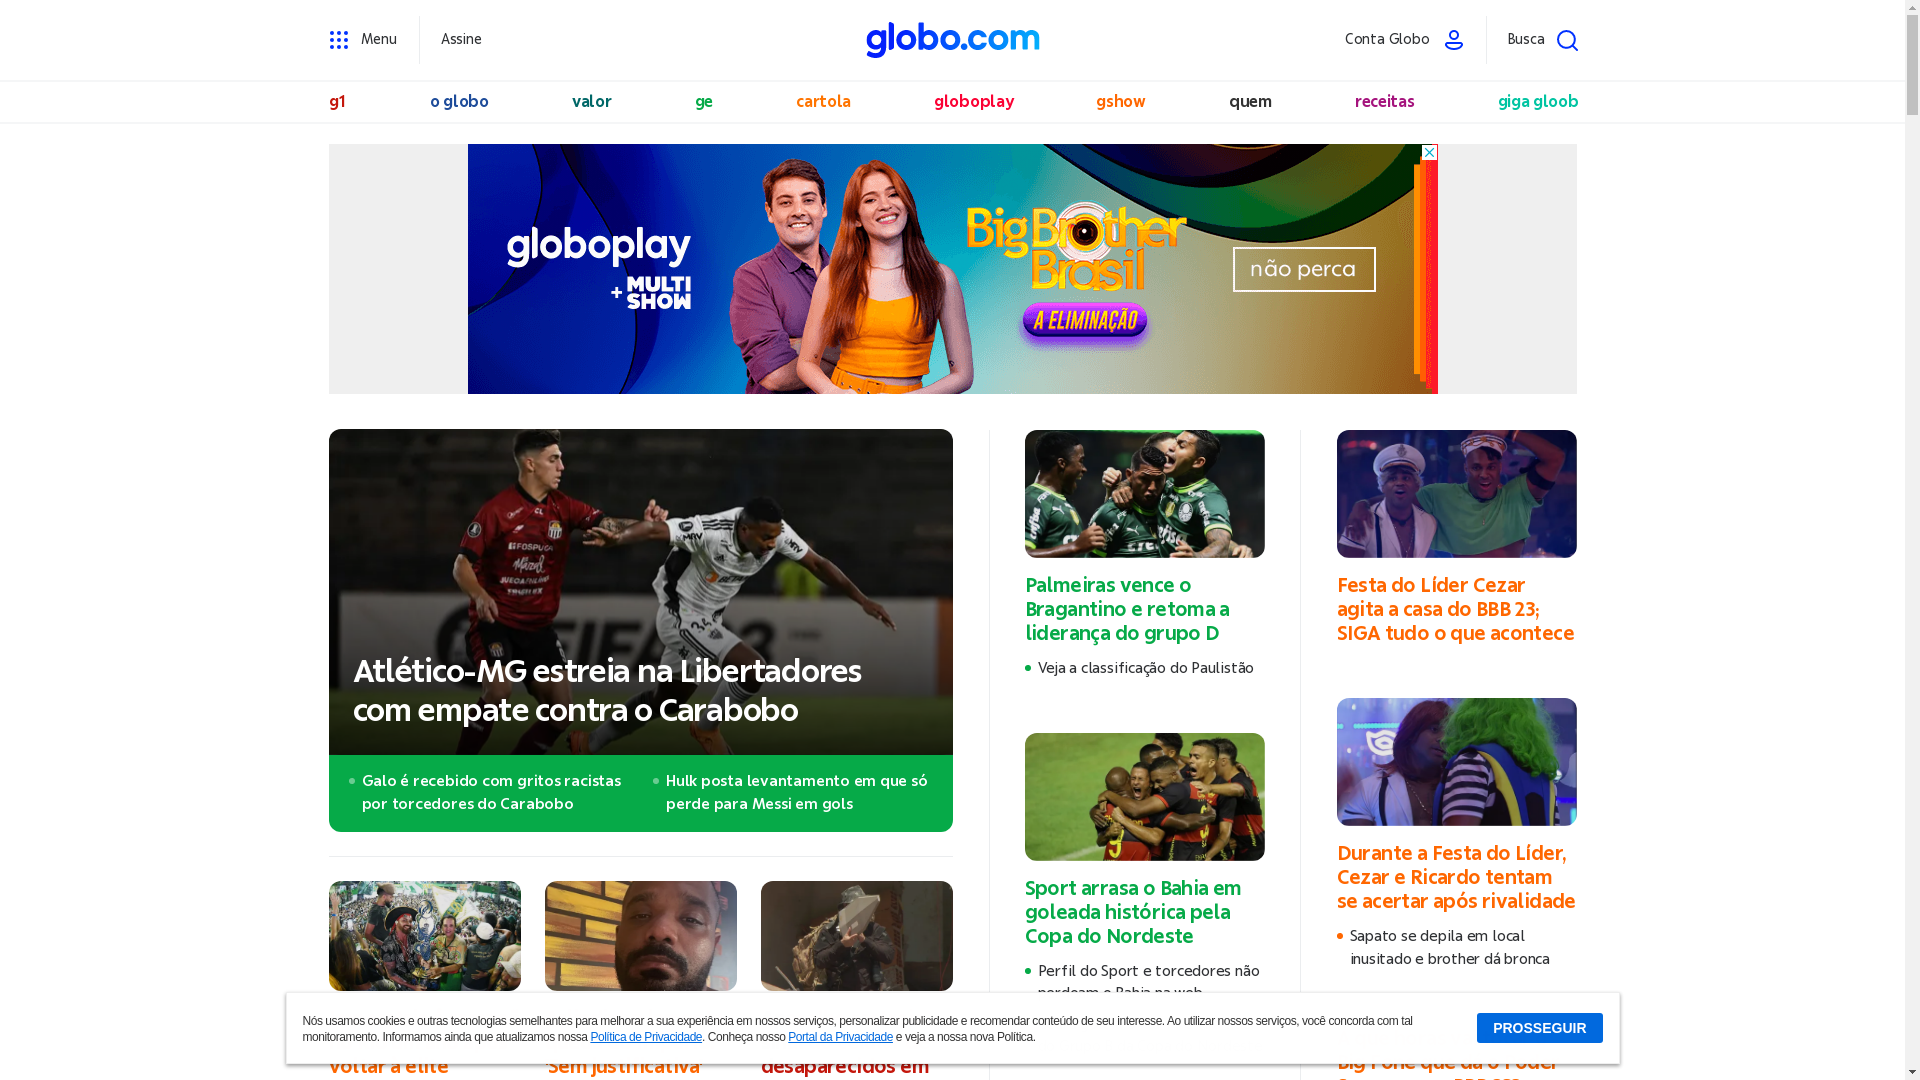 Menu
Assine
globo.com
Conta Globo
Busca
g1
o globo
valor
ge
cartola
globoplay
gshow
quem
receitas
giga gloob
globoplay
+ MULTI
SHOW
Big Brother
Brasil
A ELIMINAÇÃO
não perca
Atlético-MG estreia na Libertadores
com empate contra o Carabobo
Galo é recebido com gritos racistas
por torcedores do Carabobo
Hulk posta levantamento em que só
perde para Messi em gols
Palmeiras vence o
Bragantino e retoma a
liderança do grupo D
Veja a classificação do Paulistão
Sport arrasa o Bahia em
goleada histórica pela
Copa do Nordeste
Perfil do Sport e torcedores não
perdoam o Bahia na web
Festa do Líder Cezar
agita a casa do BBB 23;
SIGA tudo o que acontece
Durante a Festa do Líder,
Cezar e Ricardo tentam
se acertar após rivalidade
Sapato se depila em local
inusitado e brother dá bronca
Nós usamos cookies e outras tecnologias semelhantes para melhorar a sua experiência em nossos serviços, personalizar publicidade e recomendar conteúdo de seu interesse. Ao utilizar nossos serviços, você concorda com tal
monitoramento. Informamos ainda que atualizamos nossa Política de Privacidade. Conheça nosso Portal da Privacidade e veja a nossa nova Política.
PROSSEGUIR
voltar à elite
'Sem justificativa'
desaparecidos em
Big Fone que dá o Poder